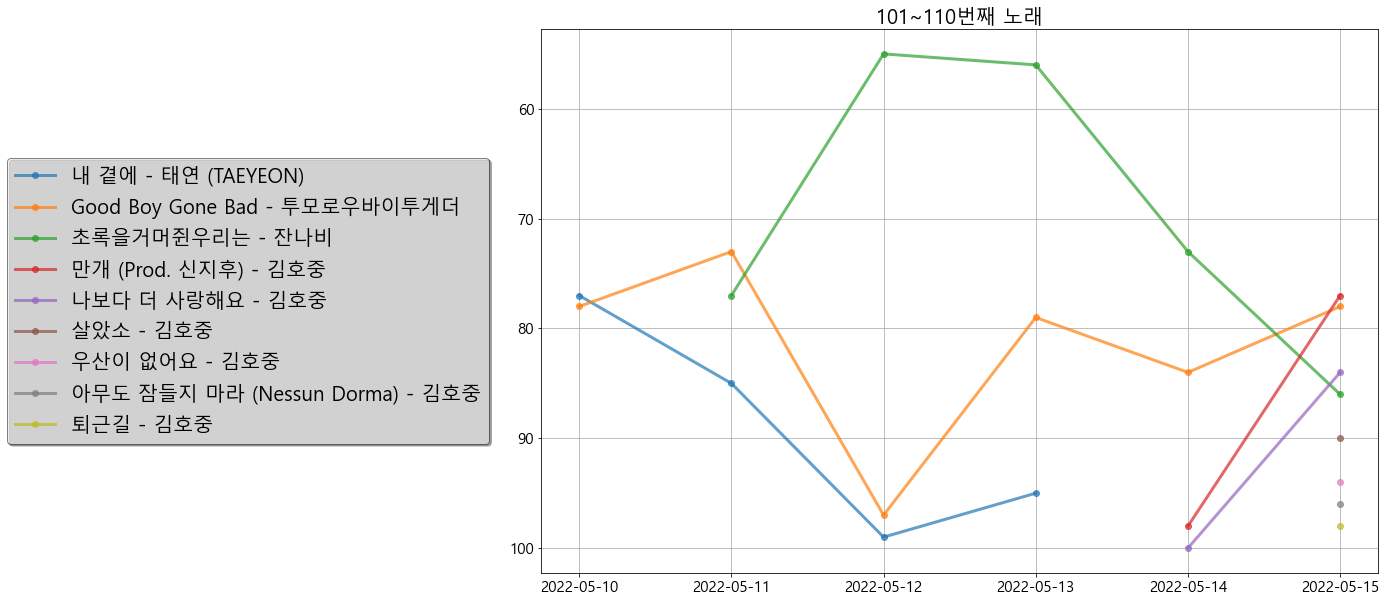 101~110번째 노래
내 곁에 - 태연 (TAEYEON)
Good Boy Gone Bad - 투모로우바이투게더
초록을거머쥔우리는 - 잔나비
만개 (Prod. 신지후) - 김호중
나보다 더 사랑해요 - 김호중
살았소 - 김호중
우산이 없어요 - 김호중
아무도 잠들지 마라 (Nessun Dorma) - 김호중
퇴근길 - 김호중
60
70
80
90
100
2022-05-10 2022-05-11 2022-05-12 2022-05-13 2022-05-14 2022-05-15